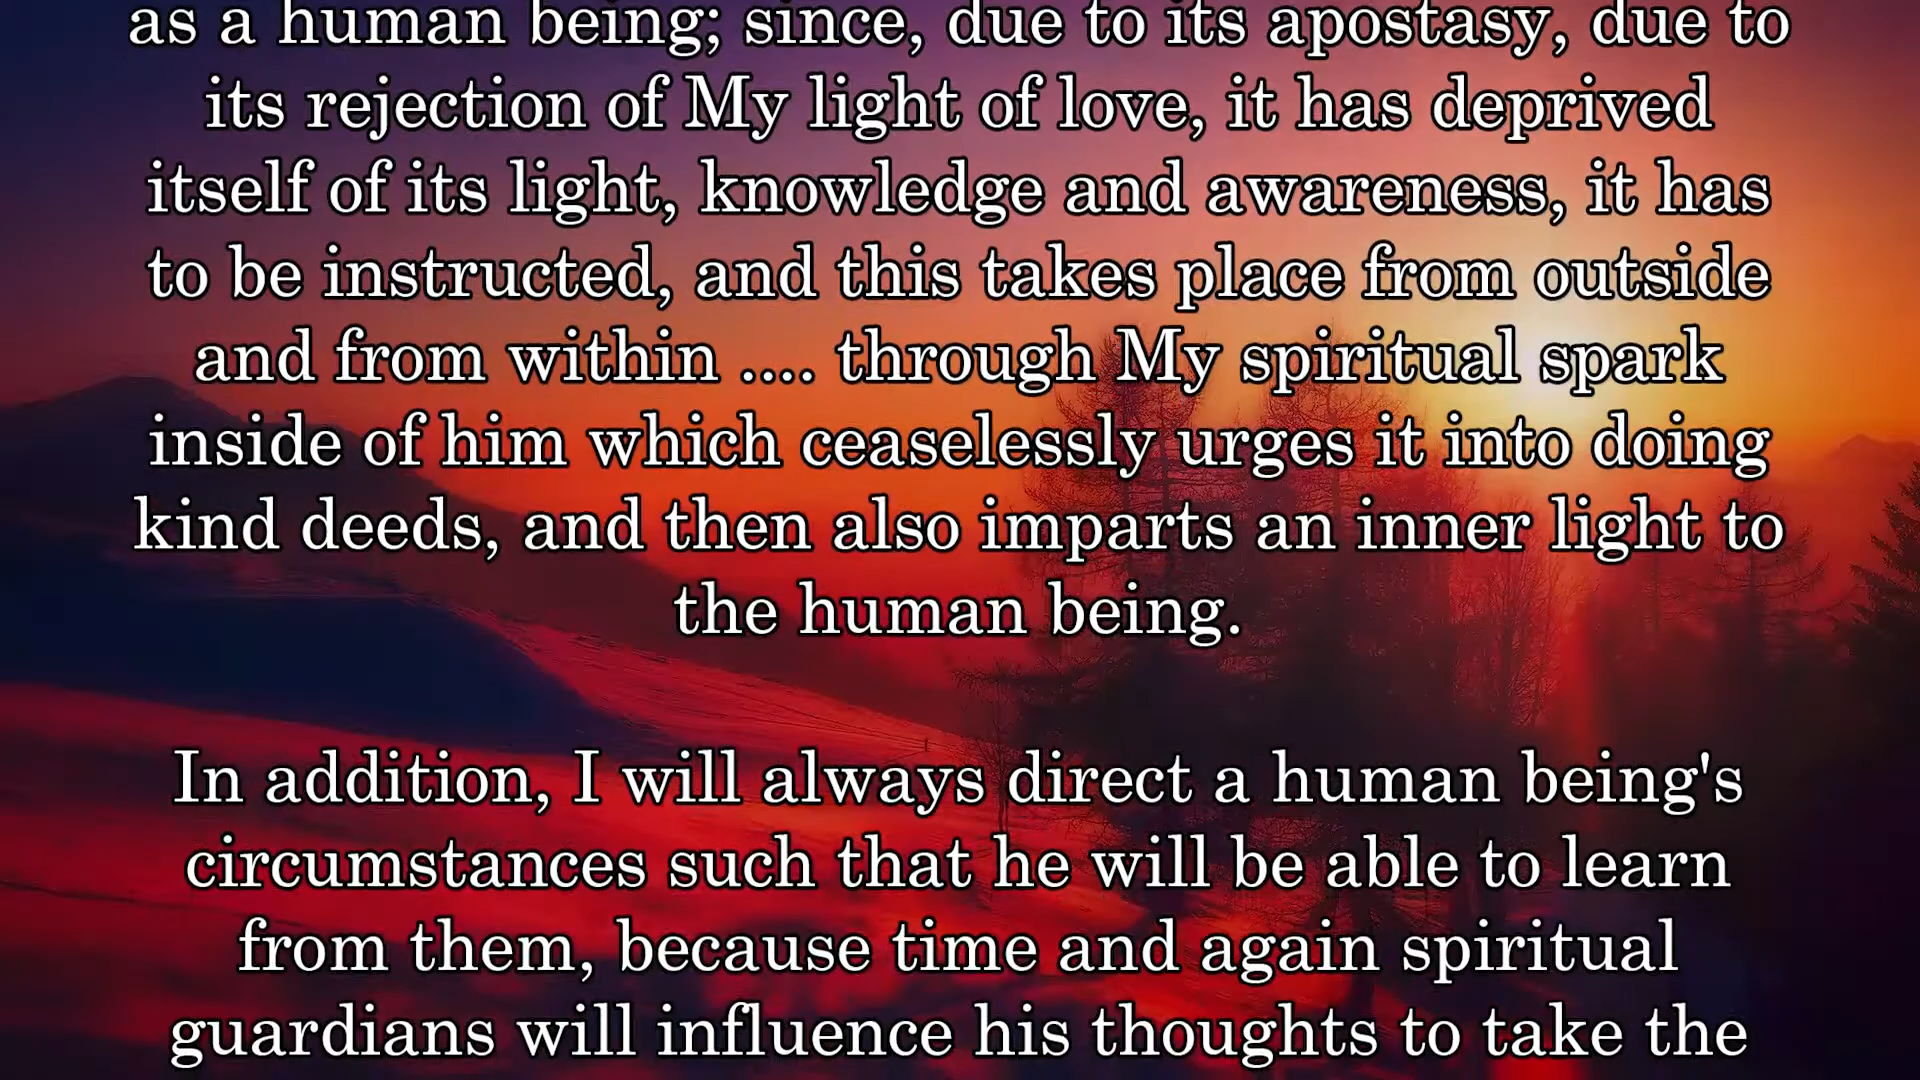 as a human being; since, due to its apostasy, due to
its rejection of My light of love, it has deprived
itself of its light, knowledge and awareness, it has
to be instructed, and this takes place from outside
and from within .... through My spiritual spark
inside of him which ceaselessly urges it into doing
kind deeds, and then also imparts an inner light to
the human being.
In addition, I will always direct a human being's
circumstances such that he will be able to learn
from them, because time and again spiritual
guardians will influence his thoughts to take the